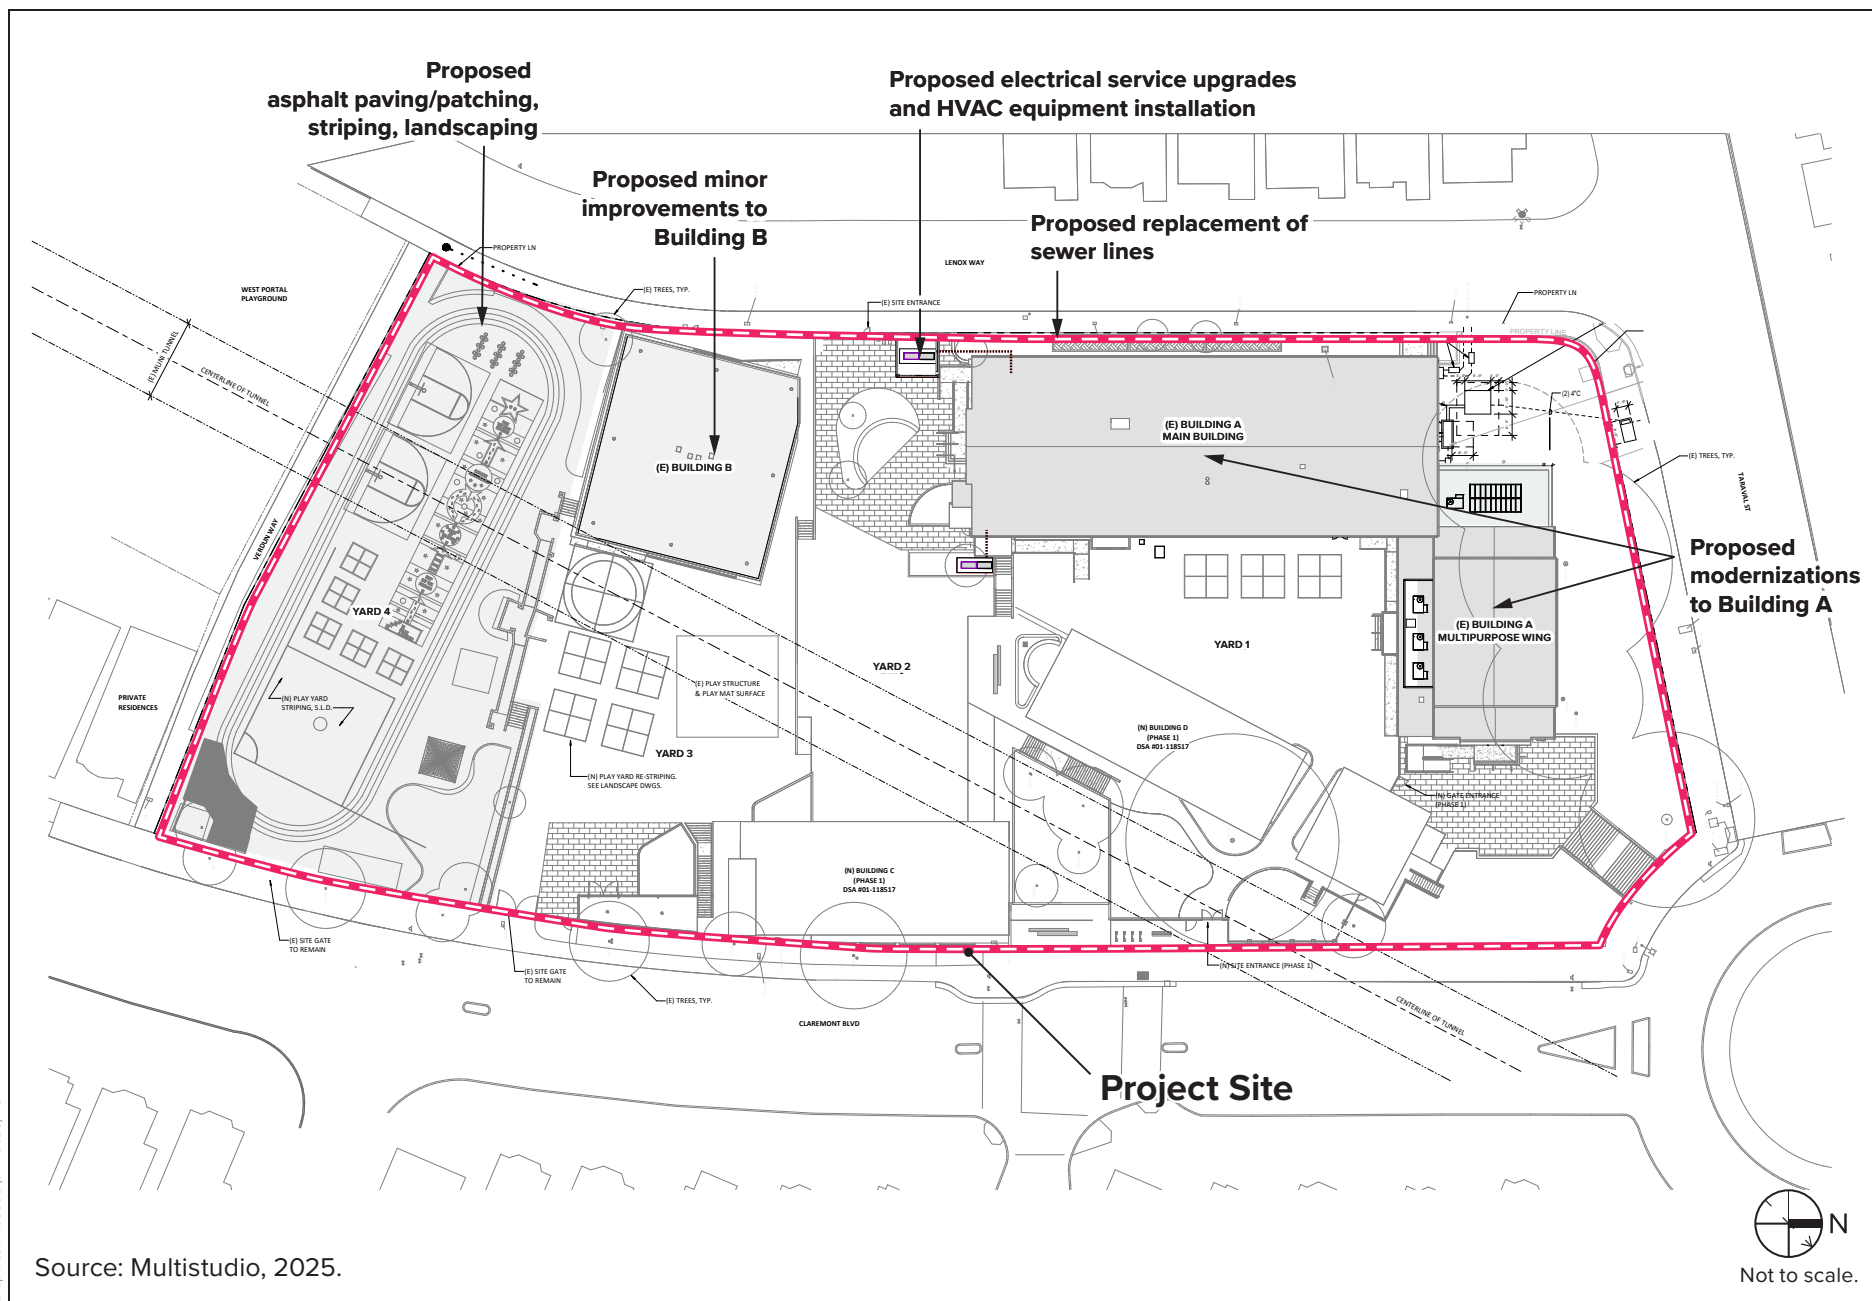 Proposed
asphalt paving/patching,
striping, landscaping
Proposed electrical service upgrades
and HVAC equipment installation
Proposed minor
improvements to
Building B
Proposed replacement of
sewer lines
PROPERTY LN
LENOX WAY
WEST PORTAL
PLAYGROUND
(E) TREES, TYP.
(E) SITE ENTRANCE
PROPERTY LN
PROPERTY LINE
(E) MUNI TUNNEL
CENTERLINE OF TUNNEL
(2) 4"C
(E) BUILDING A
MAIN BUILDING
(E) BUILDING B
(E) TREES, TYP.
TARAVAL ST
VERDUN WAY
Proposed
modernizations
to Building A
YARD 4
(E) BUILDING A
MULTIPURPOSE WING
YARD 1
YARD 2
(E) PLAY STRUCTURE
& PLAY MAT SURFACE
PRIVATE
RESIDENCES
(N) PLAY YARD
STRIPING, S.L.D.
(N) BUILDING D
(PHASE 1)
DSA #01-118517
YARD 3
(N) PLAY YARD RE-STRIPING.
SEE LANDSCAPE DWGS.
(N) GATE ENTRANCE
(PHASE 1)
(N) BUILDING C
(PHASE 1)
DSA #01-118517
(E) SITE GATE
TO REMAIN
(E) SITE GATE
TO REMAIN
(N) SITE ENTRANCE (PHASE 1)
(E) TREES, TYP.
CENTERLINE OF TUNNEL
CLAREMONT BLVD
Project Site
N
Source: Multistudio, 2025.
Not to scale.